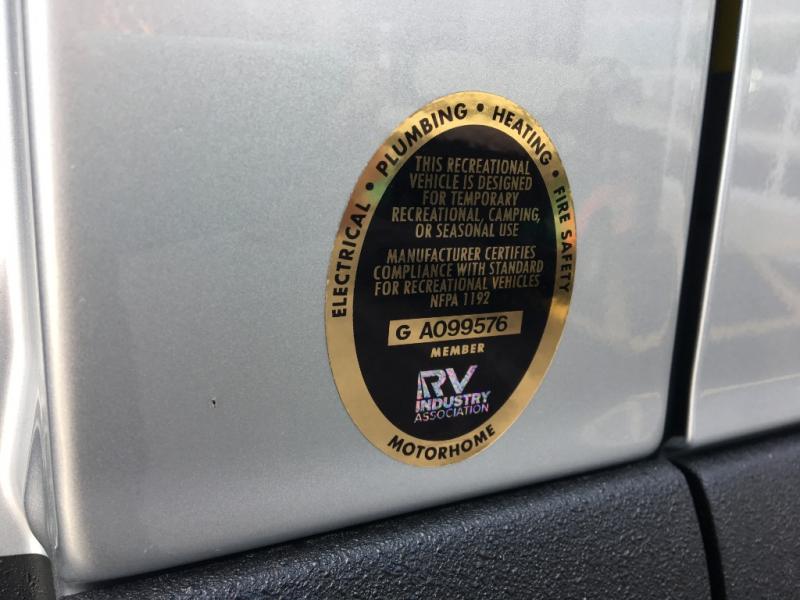 ELECTRICAL • PLUMBING • HEATING • FIRE SAFETY
THIS RECREATIONAL
VEHICLE IS DESIGNED
FOR TEMPORARY
RECREATIONAL, CAMPING,
OR SEASONAL USE
MANUFACTURER CERTIFIES
COMPLIANCE WITH STANDARD
FOR RECREATIONAL VEHICLES
NFPA 1192
G A099576
MEMBER
RV
INDUSTRY
ASSOCIATION
MOTORHOME